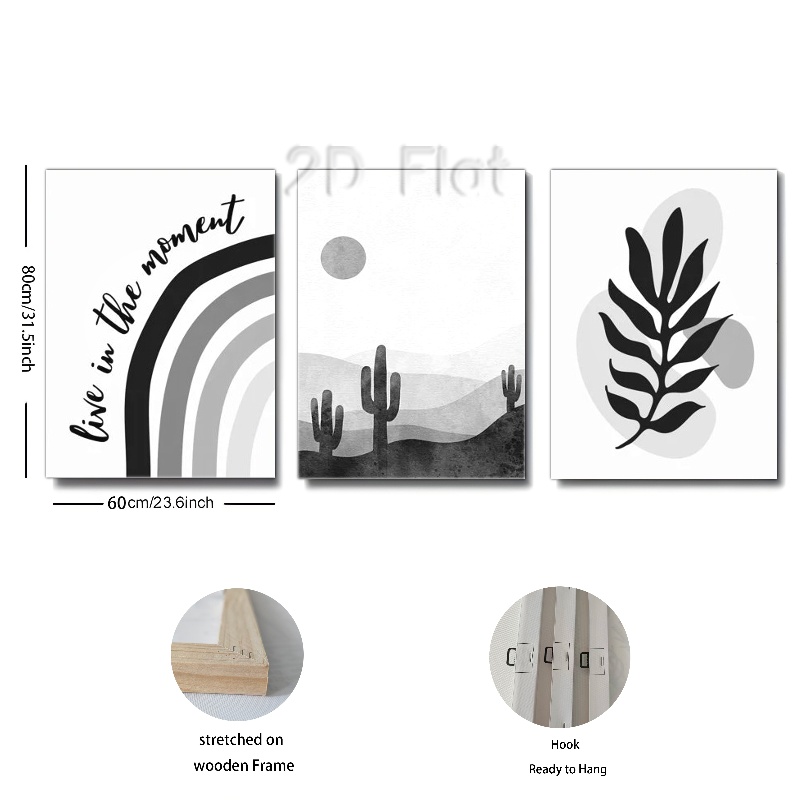 2D Flat
live in the moment
80cm/31.5inch
60cm/23.6inch
stretched on
wooden Frame
Hook
Ready to Hang